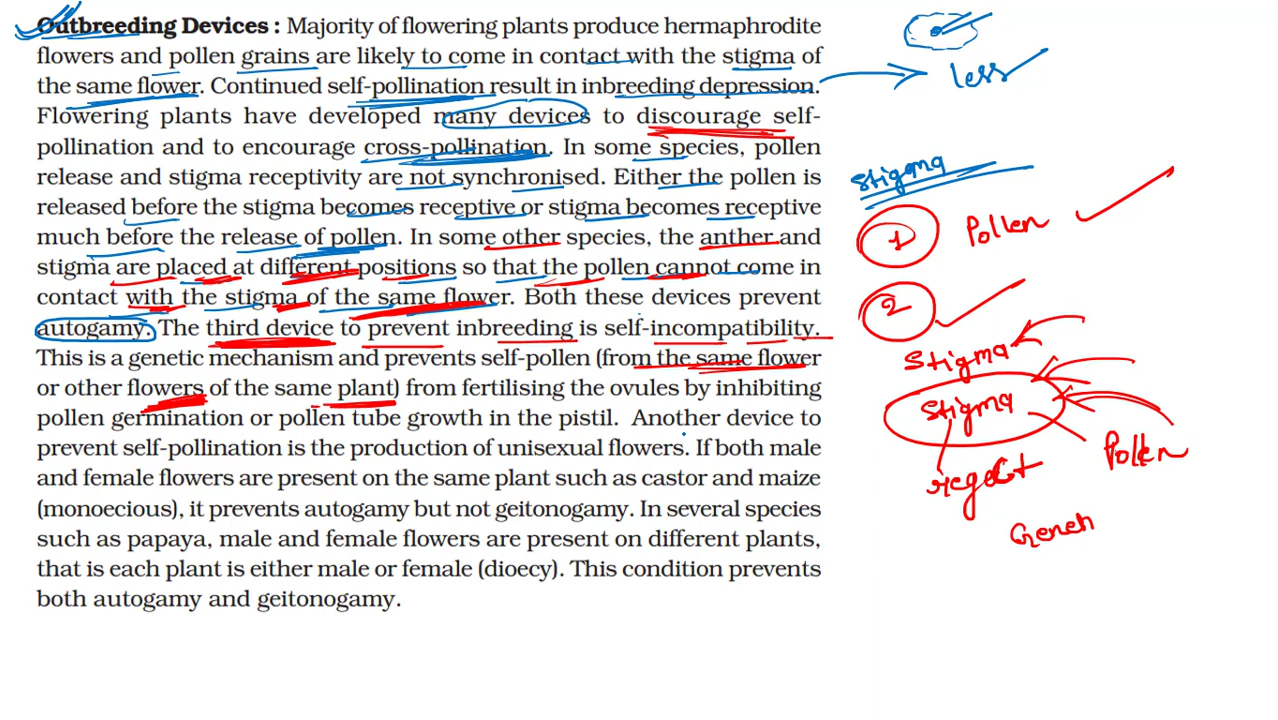 Outbreeding Devices : Majority of flowering plants produce hermaphrodite
flowers and pollen grains are likely to come in contact with the stigma of
the same flower. Continued self-pollination result in inbreeding depression.
Flowering plants have developed many devices to discourage self-
pollination and to encourage cross-pollination. In some species, pollen
release and stigma receptivity are not synchronised. Either the pollen is
released before the stigma becomes receptive or stigma becomes receptive
much before the release of pollen. In some other species, the anther and
stigma are placed at different positions so that the pollen cannot come in
contact with the stigma of the same flower. Both these devices prevent
autogamy. The third device to prevent inbreeding is self-incompatibility.
This is a genetic mechanism and prevents self-pollen (from the same flower
or other flowers of the same plant) from fertilising the ovules by inhibiting
pollen germination or pollen tube growth in the pistil. Another device to
prevent self-pollination is the production of unisexual flowers. If both male
and female flowers are present on the same plant such as castor and maize
(monoecious), it prevents autogamy but not geitonogamy. In several species
such as papaya, male and female flowers are present on different plants,
that is each plant is either male or female (dioecy). This condition prevents
both autogamy and geitonogamy.
less
Stigma
1 Pollen
2
Stigma
Stigma
Pollen